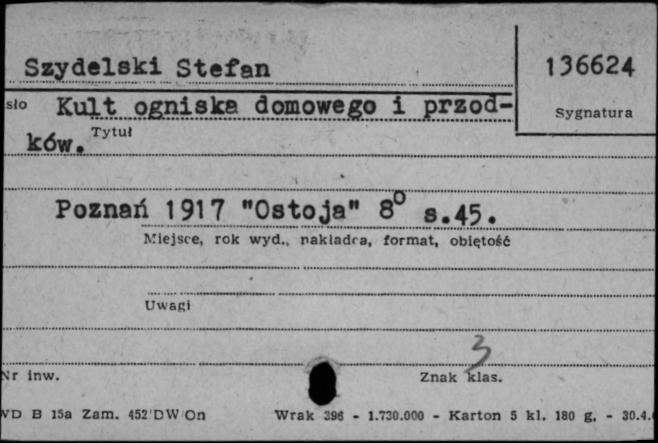 Szydelski Stefan
136624
sło Kult ogniska domowego i przod-
Sygnatura
Tytuł
ków.
Poznań 1917 "Ostoja" 8⁰ s.45.
Miejsce, rok wyd., nakładca, format, objętość
Uwagi
3
Nr inw. Znak klas.
WD B 15a Zam. 452 DW On Wrak 396 - 1.730.000 - Karton 5 kl. 180 g. - 30.4.